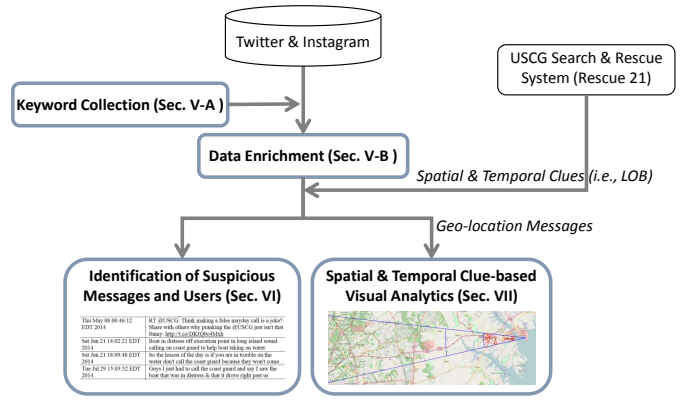 Twitter & Instagram
USCG Search & Rescue
System (Rescue 21)
Keyword Collection (Sec. V-A )
Data Enrichment (Sec. V-B )
Spatial & Temporal Clues (i.e., LOB)
Geo-location Messages
Identification of Suspicious
Messages and Users (Sec. VI)
Thu May 08 00:46:12
EDT 2014
RT @USCG: Think making a false mayday call is a joke?
Share with others why pranking the @USCG just isn't that
funny: http://t.co/DKJQ0c4Mxh
Sat Jun 21 14:02:21 EDT
2014
Boat in distress off execution point in long island sound
calling on coast guard to help boat taking on water.
Sat Jun 21 18:09:48 EDT
2014
So the lesson of the day is if you are in trouble on the
water don't call the coast guard because they won't come...
Tue Jul 29 15:05:52 EDT
2014
Guys I just had to call the coast guard and say I saw the
boat that was in distress & that it drove right past us
Spatial & Temporal Clue-based
Visual Analytics (Sec. VII)